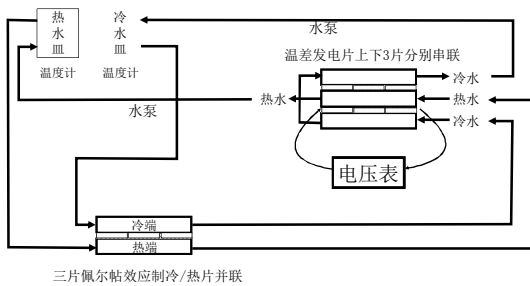 热
水
皿
冷
水
皿
温度计
温度计
水泵
温差发电片上下3片分别串联
冷水
热水
热水
冷水
水泵
电压表
冷端
热端
三片佩尔帖效应制冷/热片并联